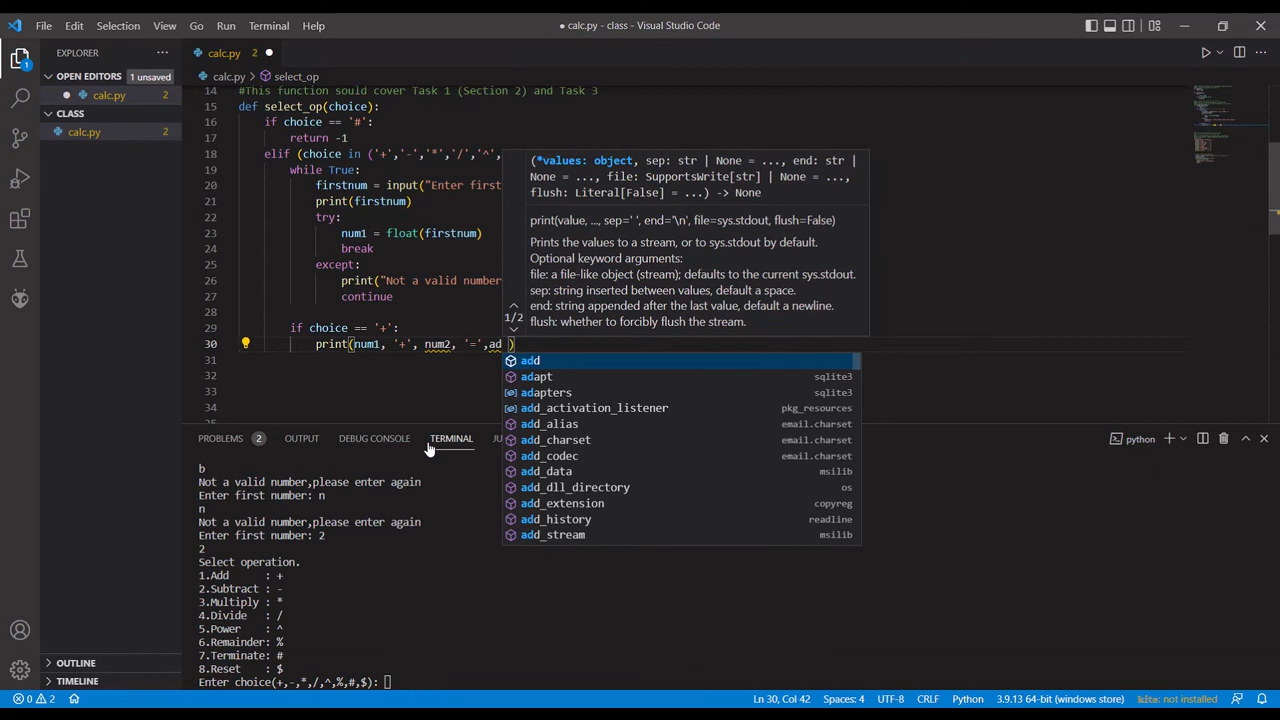 File Edit Selection View Go Run Terminal Help
● calc.py - class - Visual Studio Code
EXPLORER
calc.py 2 ●
OPEN EDITORS 1 unsaved
calc.py > select_op
● calc.py 2
CLASS
calc.py 2
14 #This function sould cover Task 1 (Section 2) and Task 3
15 def select_op(choice):
16 if choice == '#':
17 return -1
18 elif (choice in ('+','-','*','/','^',
19 while True:
20 firstnum = input("Enter first
21 print(firstnum)
22 try:
23 num1 = float(firstnum)
24 break
25 except:
26 print("Not a valid number
27 continue
28
29 if choice == '+':
30 print(num1, '+', num2, '=',ad )
31
32
33
34
(*values: object, sep: str | None = ..., end: str |
None = ..., file: SupportsWrite[str] | None = ...,
flush: Literal[False] = ...) -> None
print(value, ..., sep=' ', end='\n', file=sys.stdout, flush=False)
Prints the values to a stream, or to sys.stdout by default.
Optional keyword arguments:
file: a file-like object (stream); defaults to the current sys.stdout.
sep: string inserted between values, default a space.
end: string appended after the last value, default a newline.
flush: whether to forcibly flush the stream.
1/2
add
adapt sqlite3
adapters sqlite3
add_activation_listener pkg_resources
add_alias email.charset
add_charset email.charset
add_codec email.charset
add_data msilib
add_dll_directory os
add_extension copyreg
add_history readline
add_stream msilib
PROBLEMS 2 OUTPUT DEBUG CONSOLE TERMINAL JU
python
b
Not a valid number,please enter again
Enter first number: n
n
Not a valid number,please enter again
Enter first number: 2
2
Select operation.
1.Add : +
2.Subtract : -
3.Multiply : *
4.Divide : /
5.Power : ^
6.Remainder: %
7.Terminate: #
8.Reset : $
Enter choice(+,-,*,/,^,%,#,$):
OUTLINE
TIMELINE
0 2
Ln 30, Col 42 Spaces: 4 UTF-8 CRLF Python 3.9.13 64-bit (windows store)